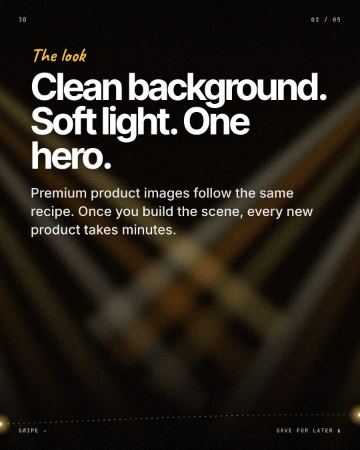 3D
02 / 05
The look
Clean background.
Soft light. One
hero.
Premium product images follow the same
recipe. Once you build the scene, every new
product takes minutes.
SWIPE →
SAVE FOR LATER